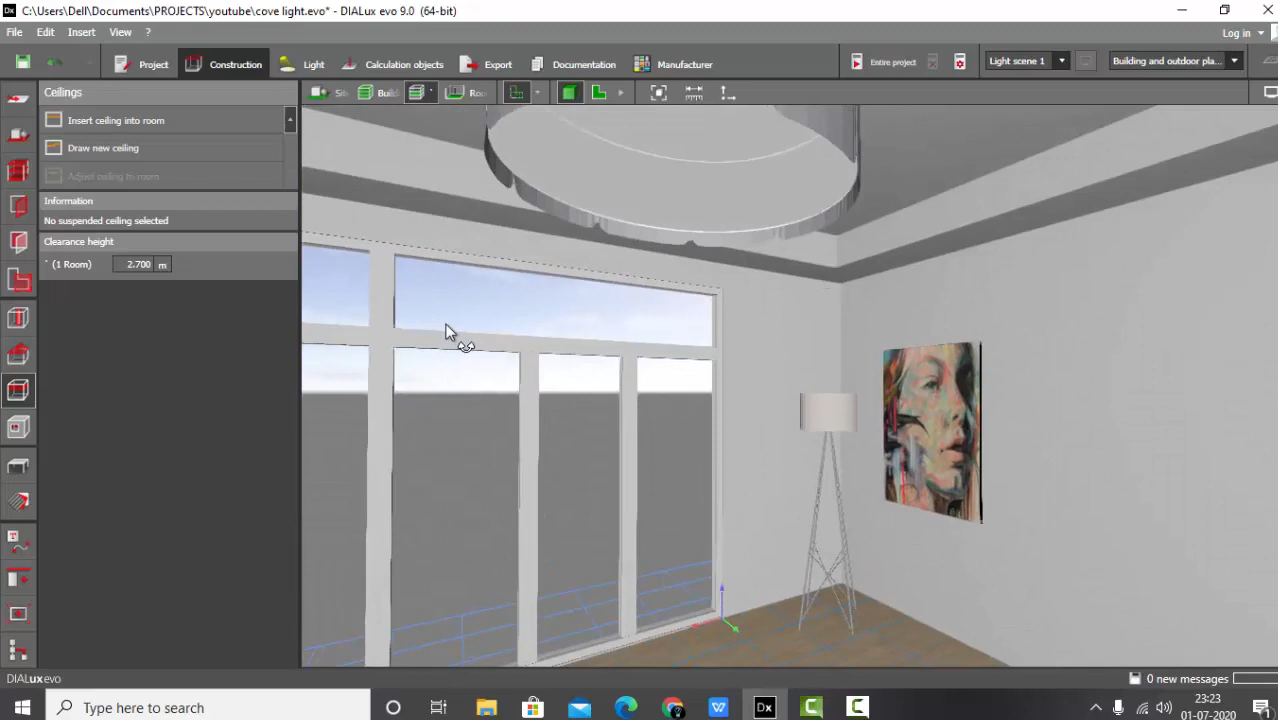 C:\Users\Dell\Documents\PROJECTS\youtube\cove light.evo* - DIALux evo 9.0 (64-bit)
File Edit Insert View ?
Log in
Project Construction Light Calculation objects Export Documentation Manufacturer Entire project Light scene 1 Building and outdoor pla...
Ceilings
Insert ceiling into room
Draw new ceiling
Adjust ceiling to room
Information
No suspended ceiling selected
Clearance height
(1 Room) 2.700 m
DIALux evo
0 new messages
Type here to search
23:23
01-07-2020